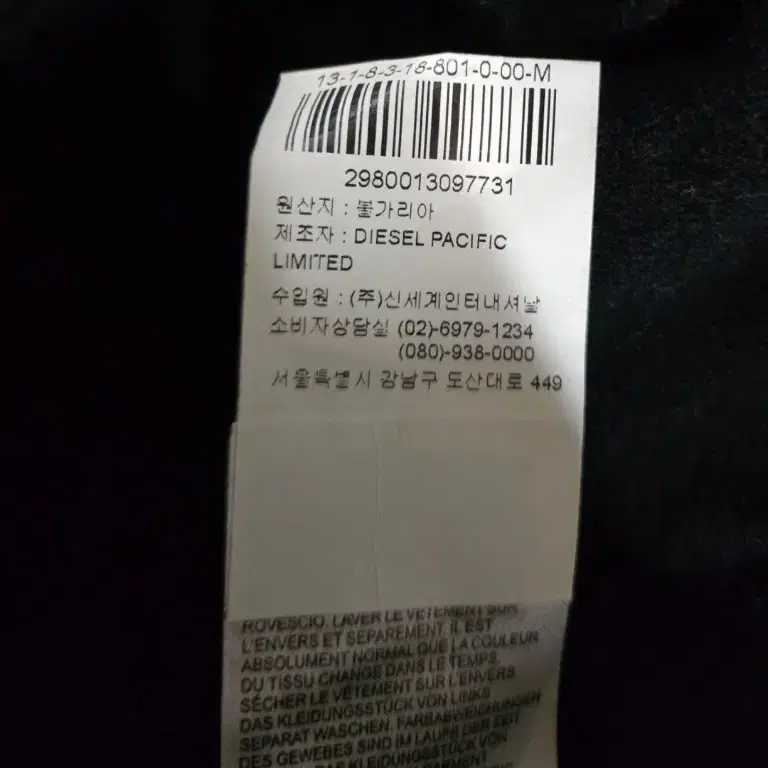 13-1-8-3-18-801-0-00-M
2980013097731
원산지 : 불가리아
제조자 : DIESEL PACIFIC
LIMITED
수입원 : (주)신세계인터내셔날
소비자상담실 (02)-6979-1234
(080)-938-0000
서울특별시 강남구 도산대로 449
ROVESCIO. LAVER LE VETEMENT SUR
L'ENVERS ET SEPAREMENT. IL EST
ABSOLUMENT NORMAL QUE LA COULEUR
DU TISSU CHANGE DANS LE TEMPS.
SÉCHER LE VÉTEMENT SUR L'ENVERS
DAS KLEIDUNGSSTÜCK VON LINKS
SEPARAT WASCHEN. FARBABWEICHUNGEN
DES GEWEBES SIND IM LAUFE DER ZEIT
DAS KLEIDUNGSSTÜCK VON